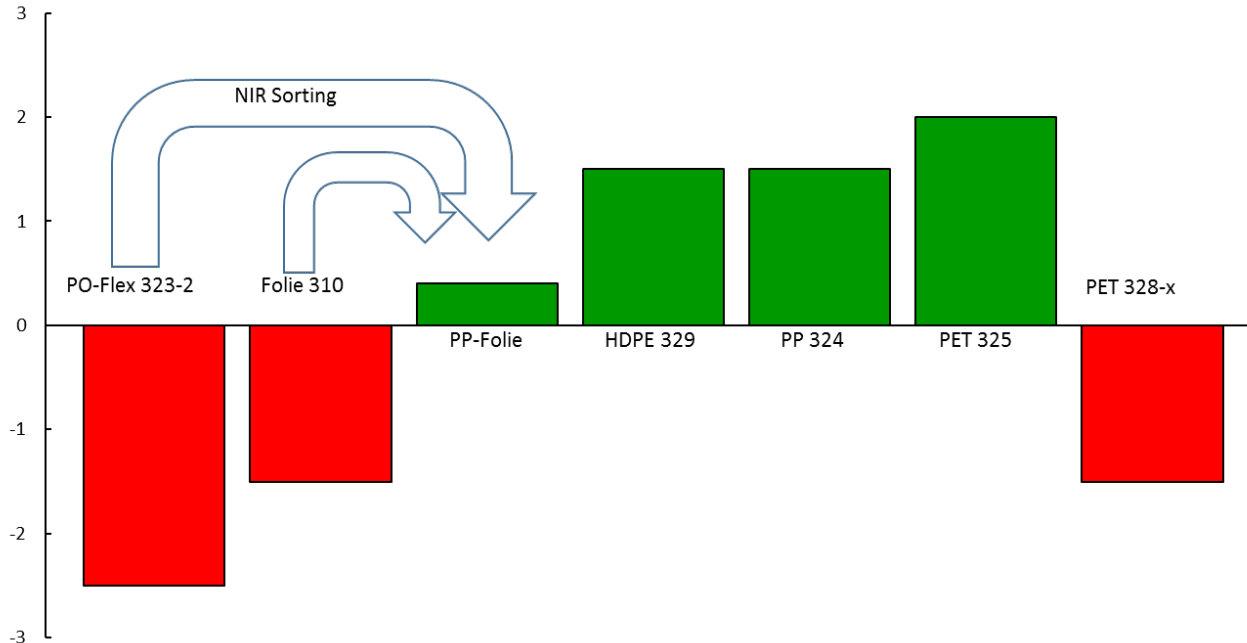 3
NIR Sorting
2
1
PO-Flex 323-2
Folie 310
PET 328-x
0
PP-Folie
HDPE 329
PP 324
PET 325
-1
-2
-3